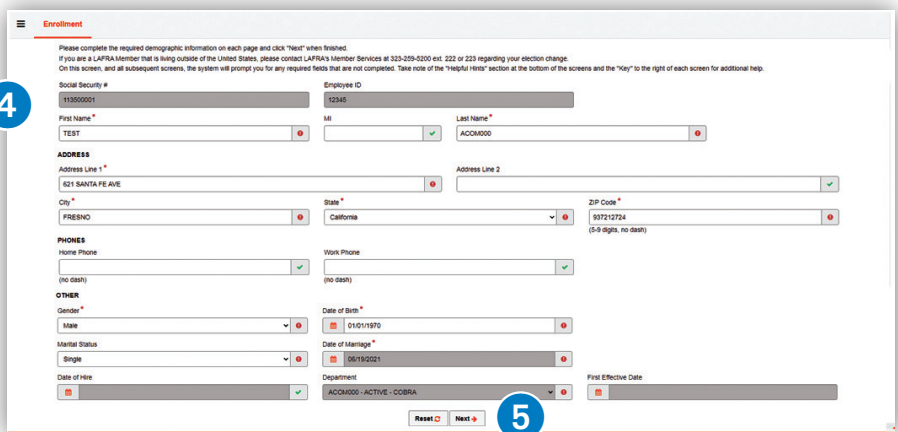 Enrollment
Please complete the required demographic information on each page and click "Next" when finished.
If you are a LAFRA Member that is living outside of the United States, please contact LAFRA's Member Services at 323-259-5200 ext. 222 or 223 regarding your election change.
On this screen, and all subsequent screens, the system will prompt you for any required fields that are not completed. Take note of the "Helpful Hints" section at the bottom of the screens and the "Key" to the right of each screen for additional help.
4
Social Security # Employee ID
113500001 12345
First Name * MI Last Name *
TEST ACOM000
ADDRESS
Address Line 1 * Address Line 2
621 SANTA FE AVE
City * State * ZIP Code *
FRESNO California 937212724
(5-9 digits, no dash)
PHONES
Home Phone Work Phone
(no dash) (no dash)
OTHER
Gender * Date of Birth *
Male 01/01/1970
Marital Status Date of Marriage *
Single 06/19/2021
Date of Hire Department First Effective Date
ACOM000 - ACTIVE - COBRA
Reset Next
5